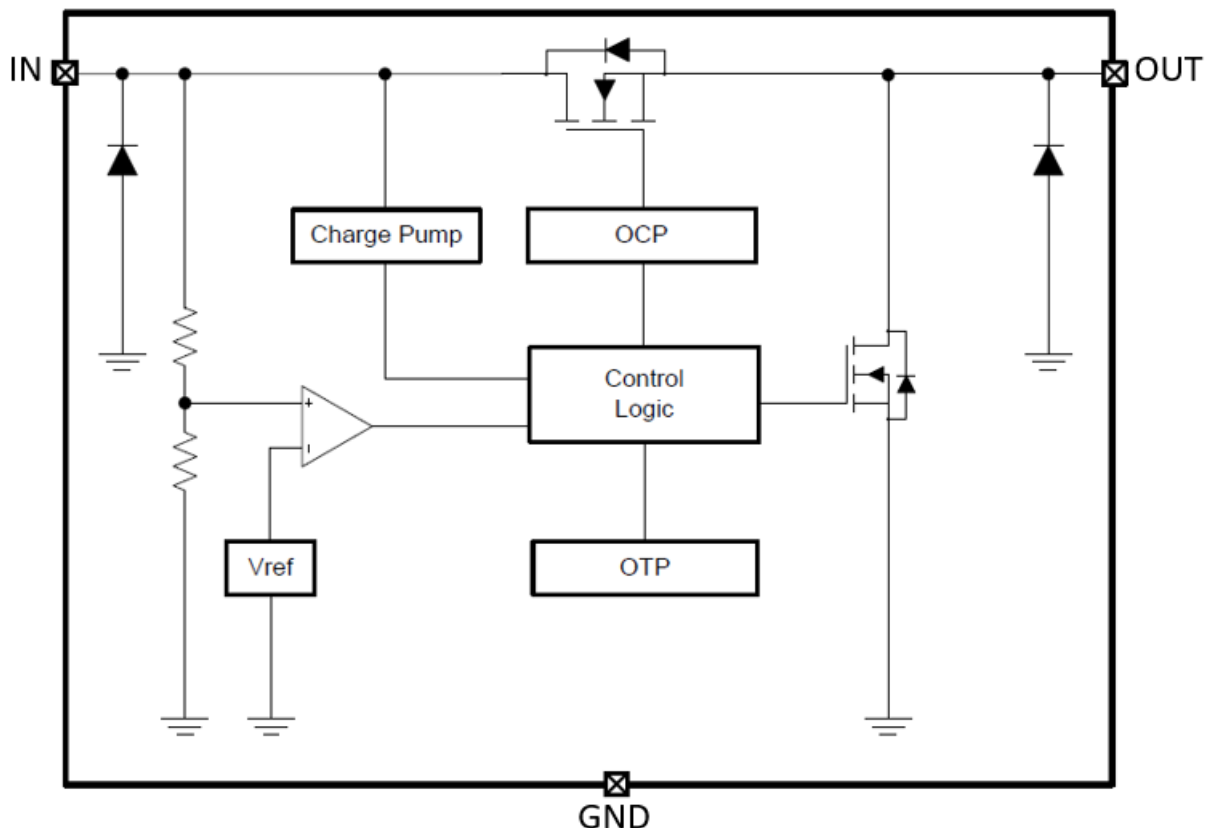 IN
OUT
Charge Pump
OCP
Control
Logic
+
-
Vref
OTP
GND